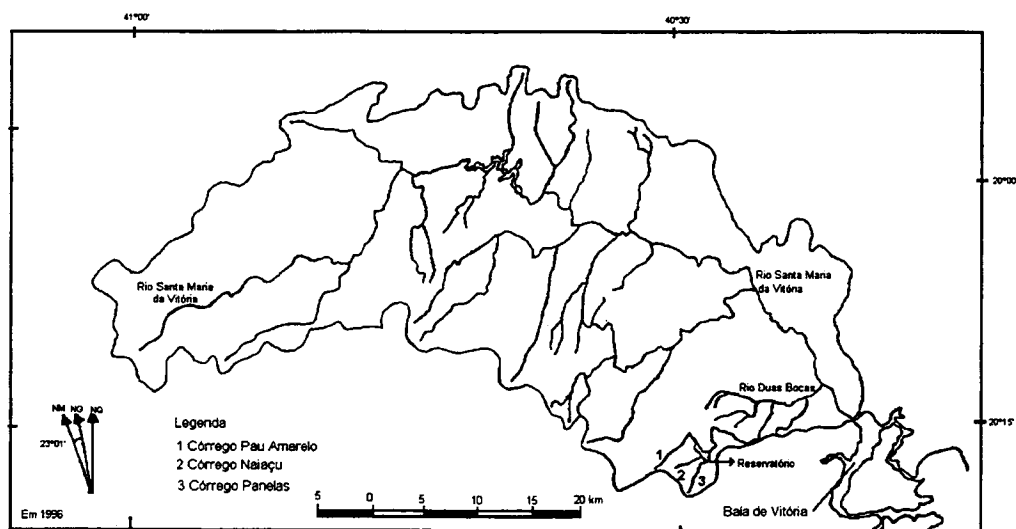 41°00'
40°30'
20°00'
Rio Santa Maria
da Vitória
Rio Santa Maria
da Vitória
Rio Duas Bocas
NM NG NQ
23°01'
Legenda
1 Córrego Pau Amarelo
2 Córrego Naiaçu
3 Córrego Panelas
20°15'
1
2
3
Reservatório
Baía de Vitória
5 0 5 10 15 20 km
Em 1996